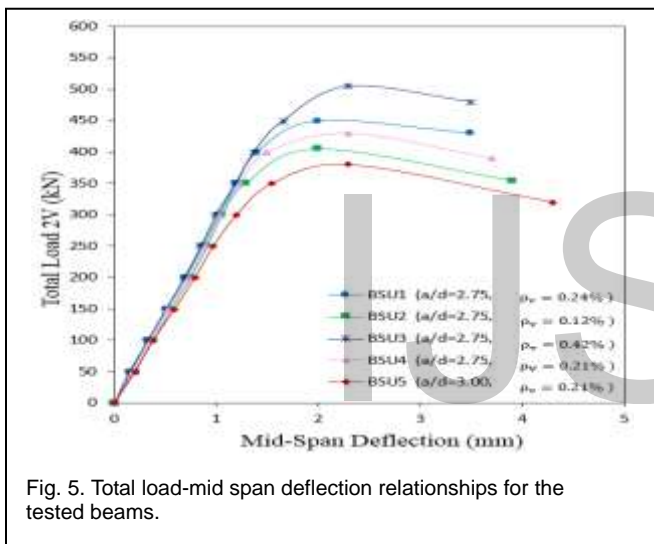 600
550
500
450
400
350
300
250
200
150
100
50
0
Total Load 2V (kN)
BSU1 (a/d=2.75, ρv = 0.24% )
BSU2 (a/d=2.75, ρv = 0.12% )
BSU3 (a/d=2.75, ρv = 0.42% )
BSU4 (a/d=2.75, ρv = 0.21% )
BSU5 (a/d=3.00, ρv = 0.21% )
0 1 2 3 4 5
Mid-Span Deflection (mm)
IJS
Fig. 5. Total load-mid span deflection relationships for the
tested beams.